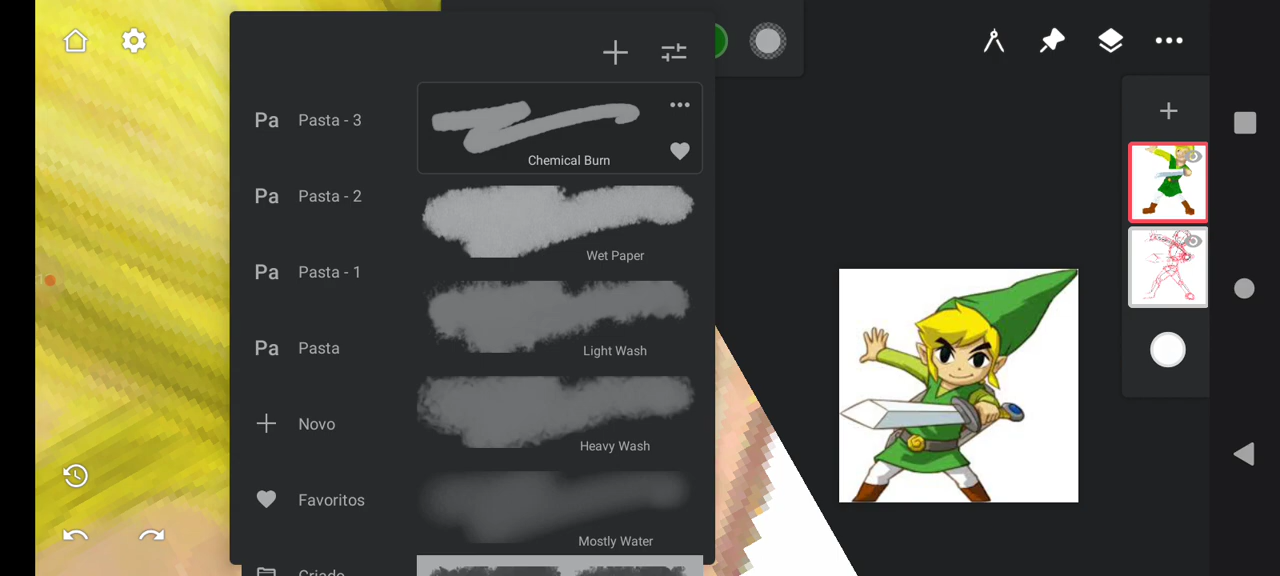 Pa Pasta - 3
Pa Pasta - 2
Pa Pasta - 1
Pa Pasta
Novo
Favoritos
Criado
Chemical Burn
Wet Paper
Light Wash
Heavy Wash
Mostly Water